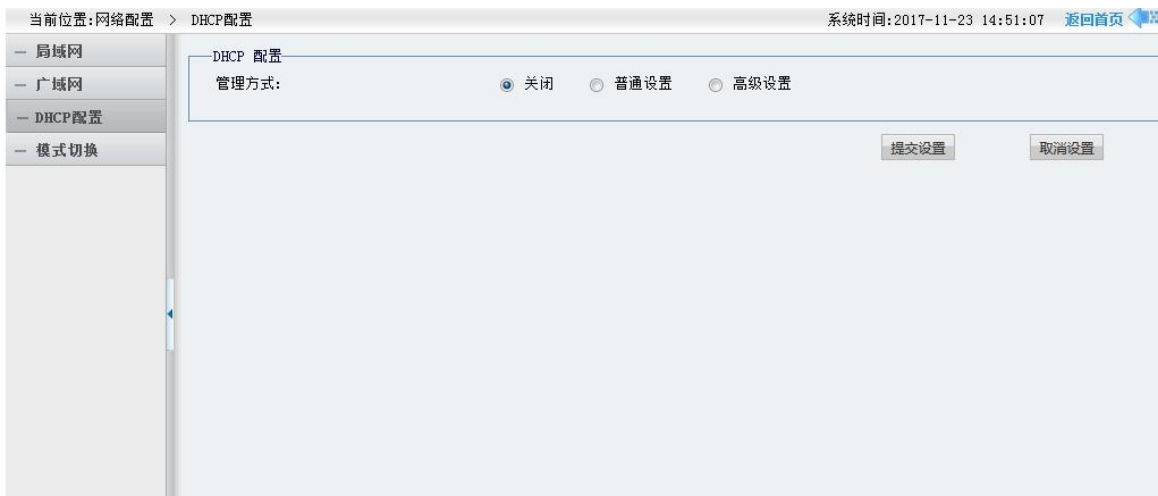 当前位置:网络配置 > DHCP配置 系统时间:2017-11-23 14:51:07 返回首页
— 局域网
— 广域网
— DHCP配置
— 模式切换
DHCP 配置
管理方式: 关闭 普通设置 高级设置
提交设置 取消设置